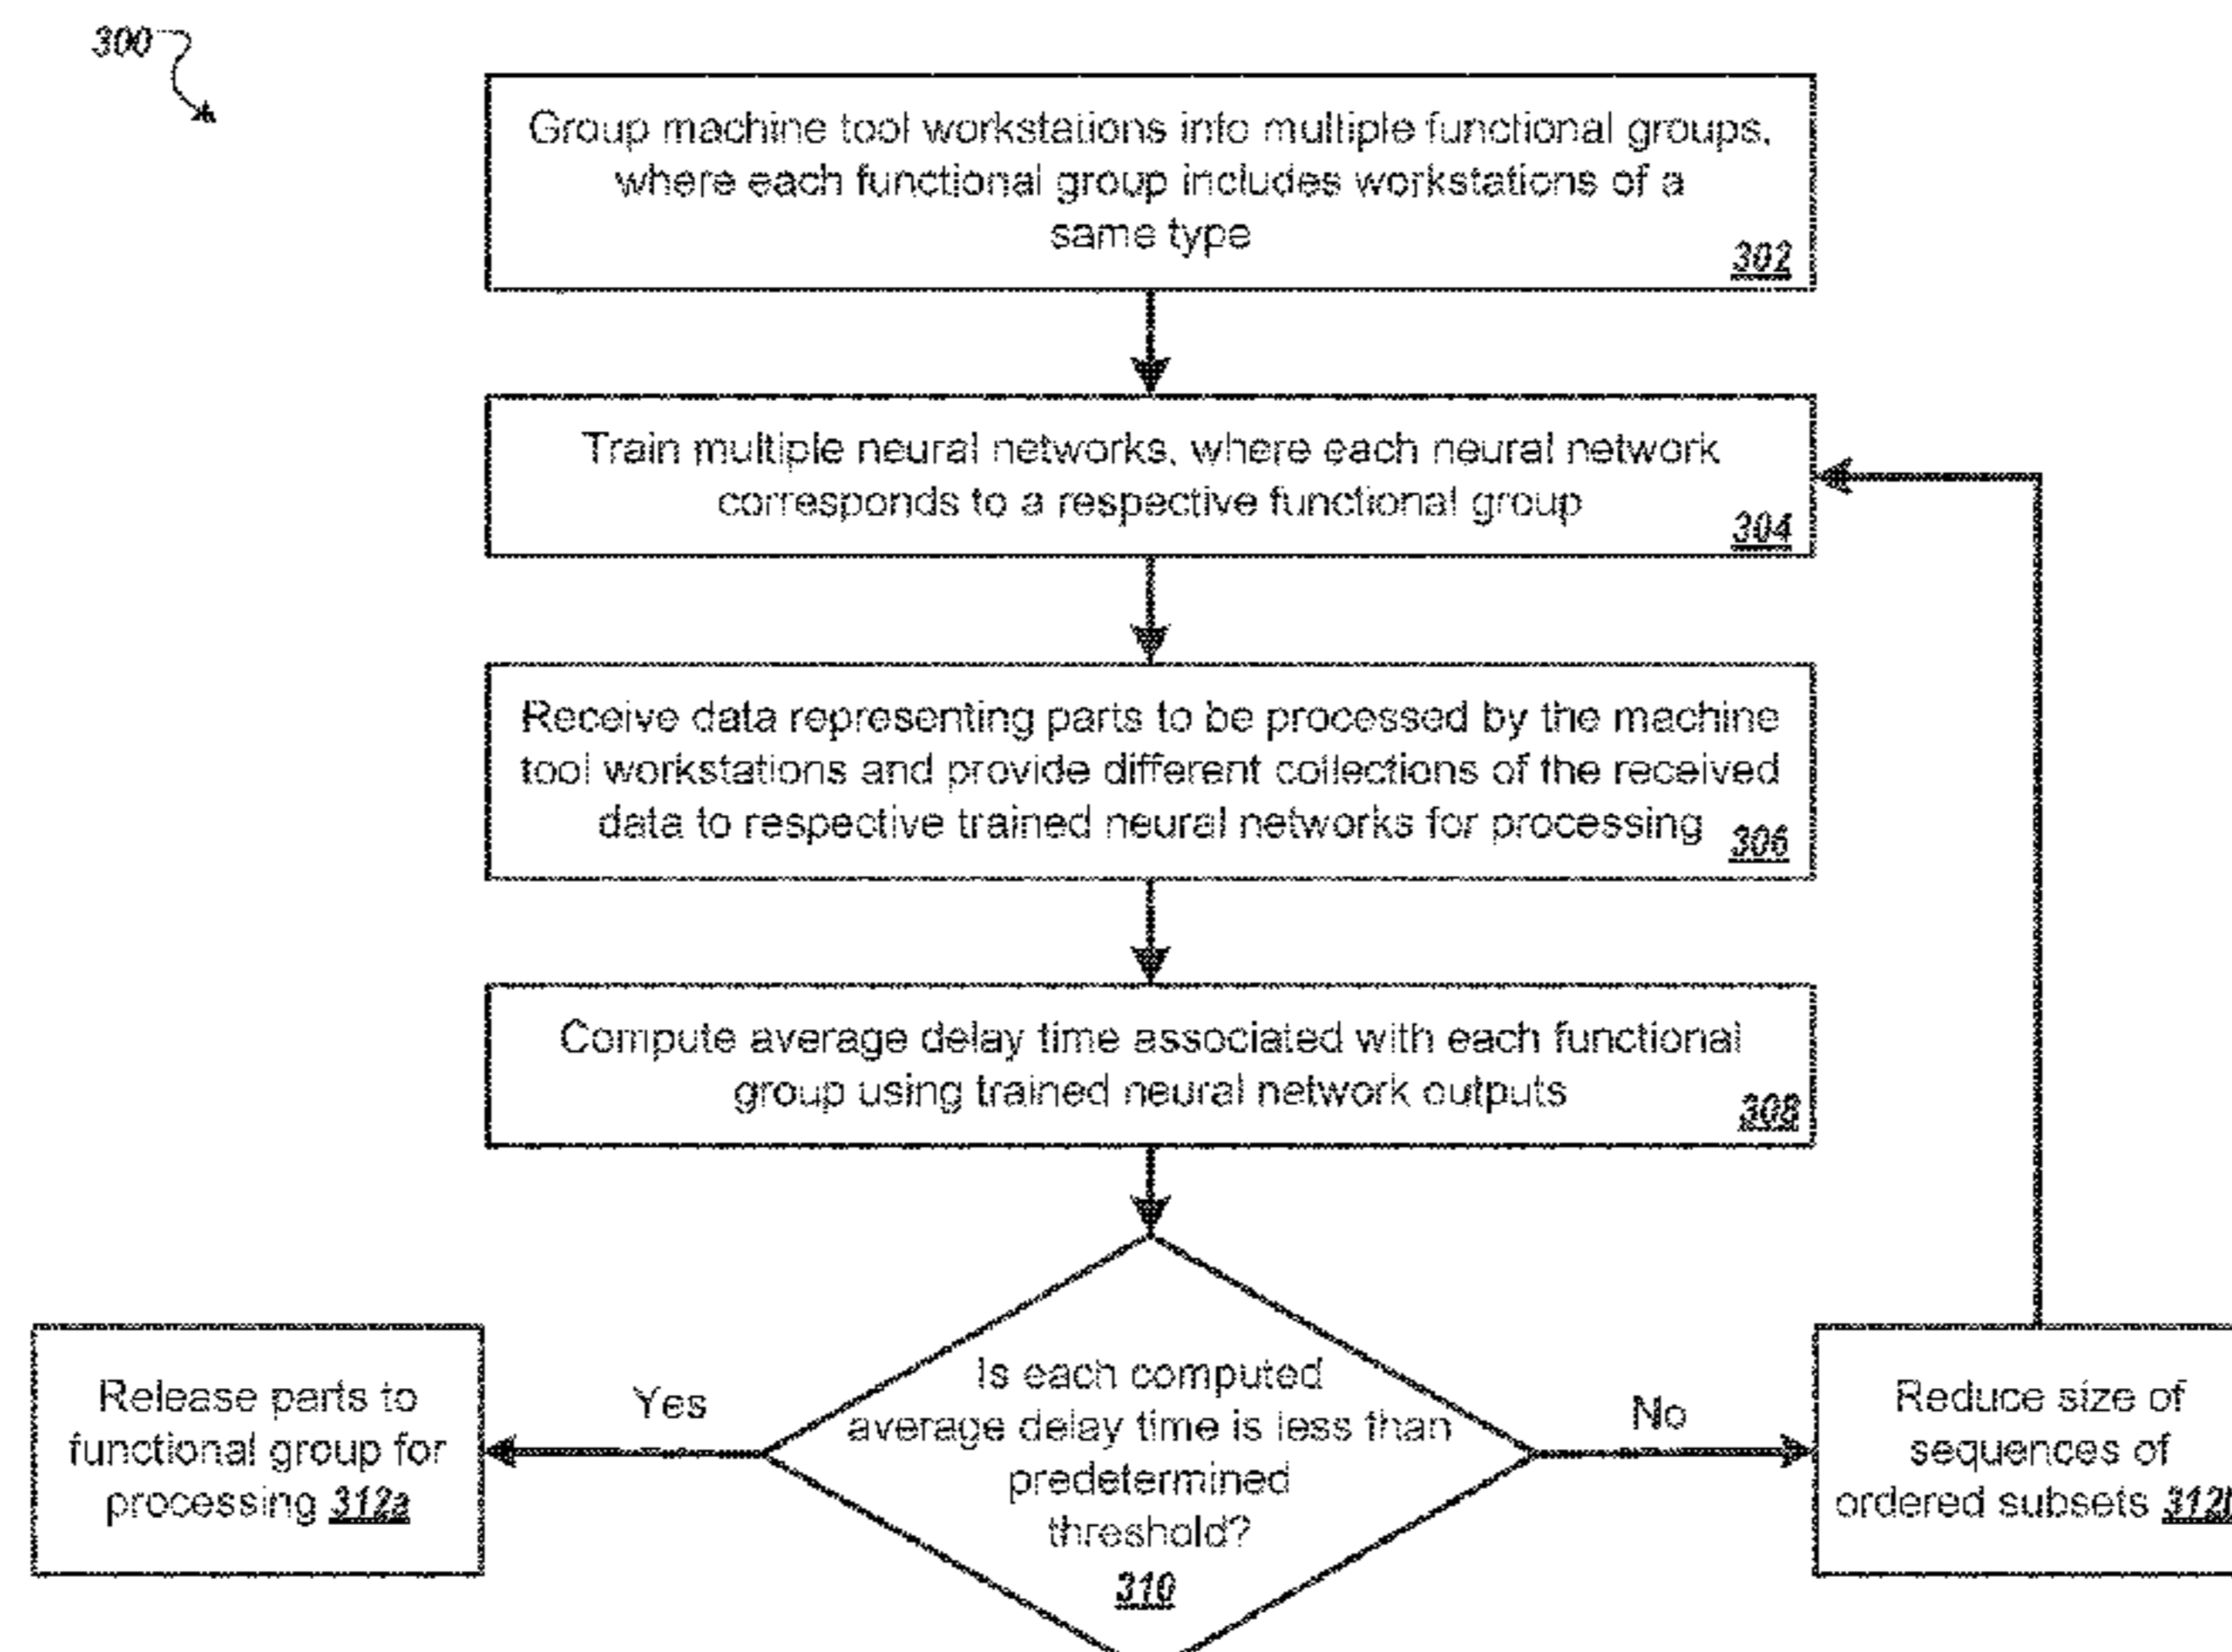 300
Group machine tool workstations into multiple functional groups,
where each functional group includes workstations of a
same type
302
Train multiple neural networks, where each neural network
corresponds to a respective functional group
304
Receive data representing parts to be processed by the machine
tool workstations and provide different collections of the received
data to respective trained neural networks for processing
306
Compute average delay time associated with each functional
group using trained neural network outputs
308
Is each computed
average delay time is less than
predetermined
threshold?
310
Yes
Release parts to
functional group for
processing 312a
No
Reduce size of
sequences of
ordered subsets